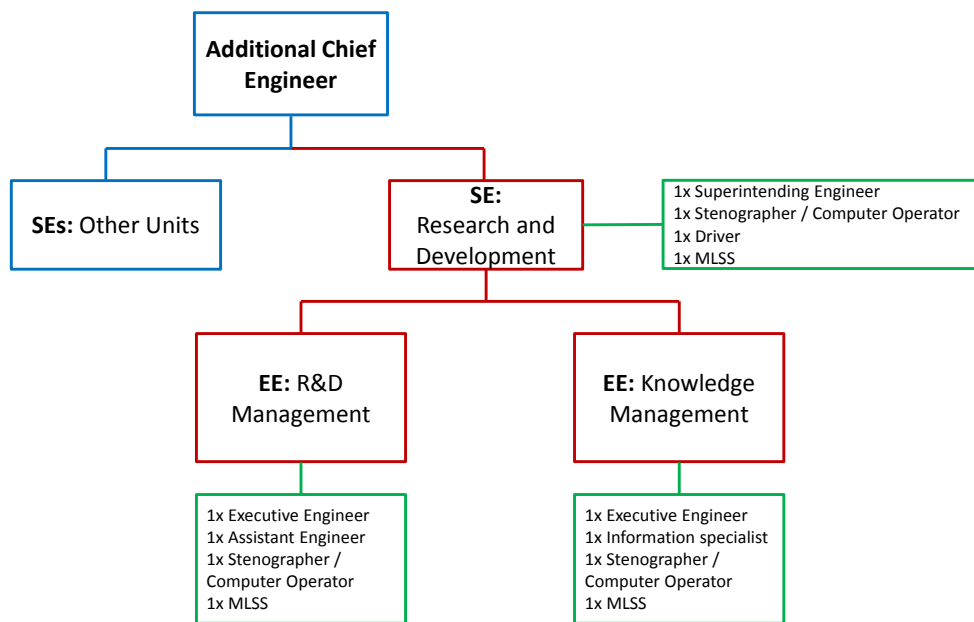 Additional Chief
Engineer
SEs: Other Units
SE:
Research and
Development
1x Superintending Engineer
1x Stenographer / Computer Operator
1x Driver
1x MLSS
EE: R&D
Management
EE: Knowledge
Management
1x Executive Engineer
1x Assistant Engineer
1x Stenographer /
Computer Operator
1x MLSS
1x Executive Engineer
1x Information specialist
1x Stenographer /
Computer Operator
1x MLSS